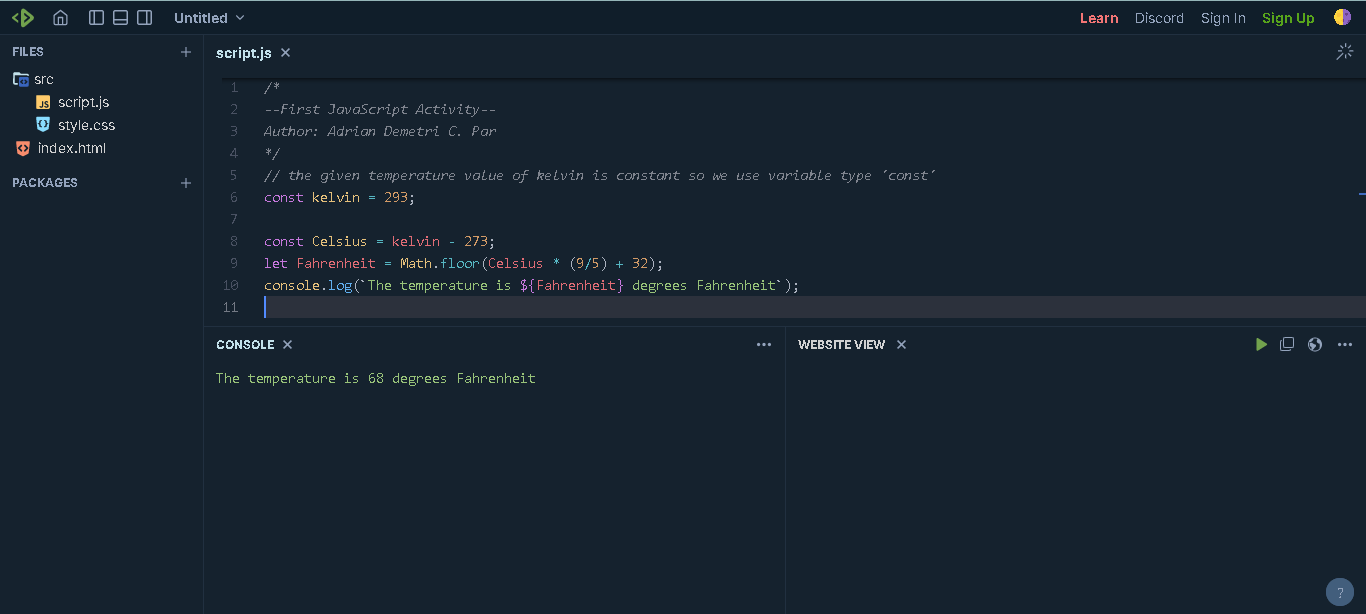 Untitled
Learn Discord Sign In Sign Up
FILES
src
script.js
style.css
index.html
PACKAGES
script.js
1 /*
2 --First JavaScript Activity--
3 Author: Adrian Demetri C. Par
4 */
5 // the given temperature value of kelvin is constant so we use variable type 'const'
6 const kelvin = 293;
7
8 const Celsius = kelvin - 273;
9 let Fahrenheit = Math.floor(Celsius * (9/5) + 32);
10 console.log(`The temperature is ${Fahrenheit} degrees Fahrenheit`);
11
CONSOLE
The temperature is 68 degrees Fahrenheit
WEBSITE VIEW
?